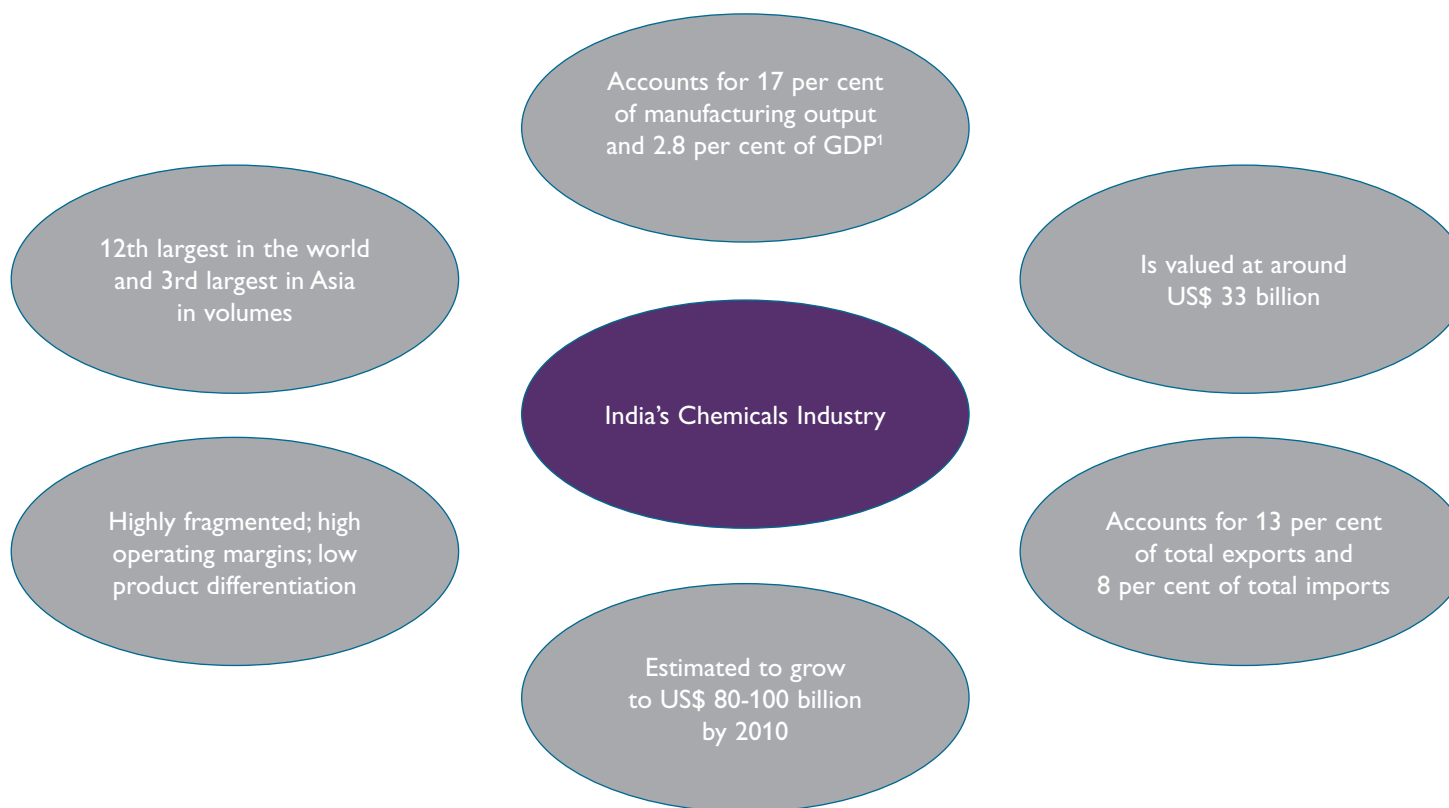 Accounts for 17 per cent
of manufacturing output
and 2.8 per cent of GDP¹
12th largest in the world
and 3rd largest in Asia
in volumes
Is valued at around
US$ 33 billion
India’s Chemicals Industry
Highly fragmented; high
operating margins; low
product differentiation
Accounts for 13 per cent
of total exports and
8 per cent of total imports
Estimated to grow
to US$ 80-100 billion
by 2010